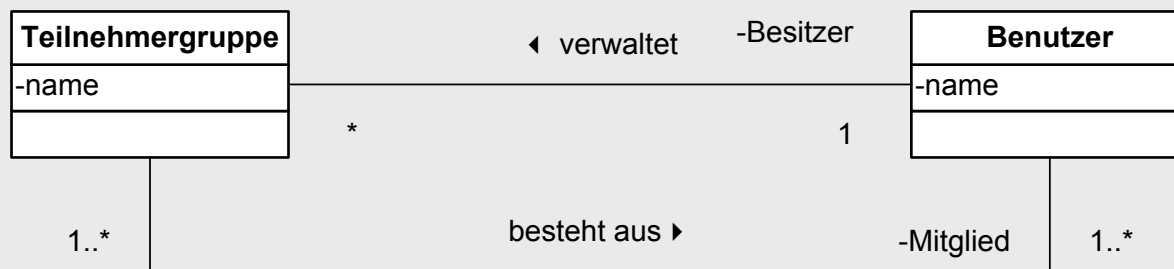 Teilnehmergruppe
-name
◀ verwaltet
-Besitzer
*
1
Benutzer
-name
1..*
besteht aus ▶
-Mitglied
1..*